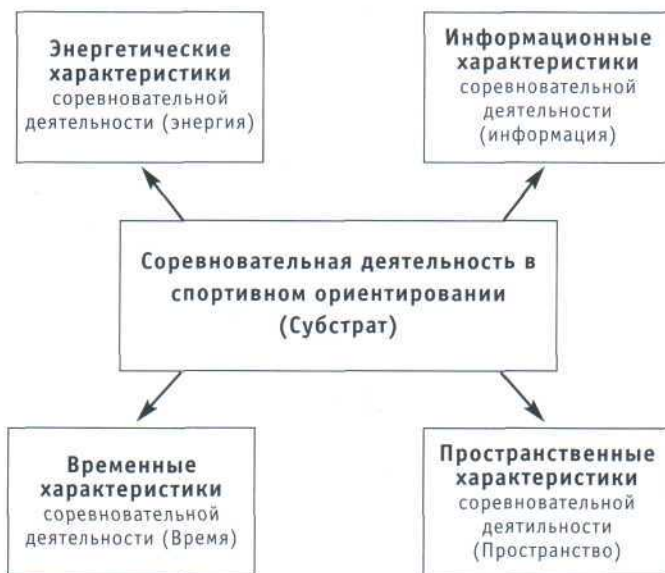 Энергетические
характеристики
соревновательной
деятельности (энергия)
Информационные
характеристики
соревновательной
деятельности
(информация)
Соревновательная деятельность в
спортивном ориентировании
(Субстрат)
Временные
характеристики
соревновательной
деятельности (Время)
Пространственные
характеристики
соревновательной
деятильности
(Пространство)